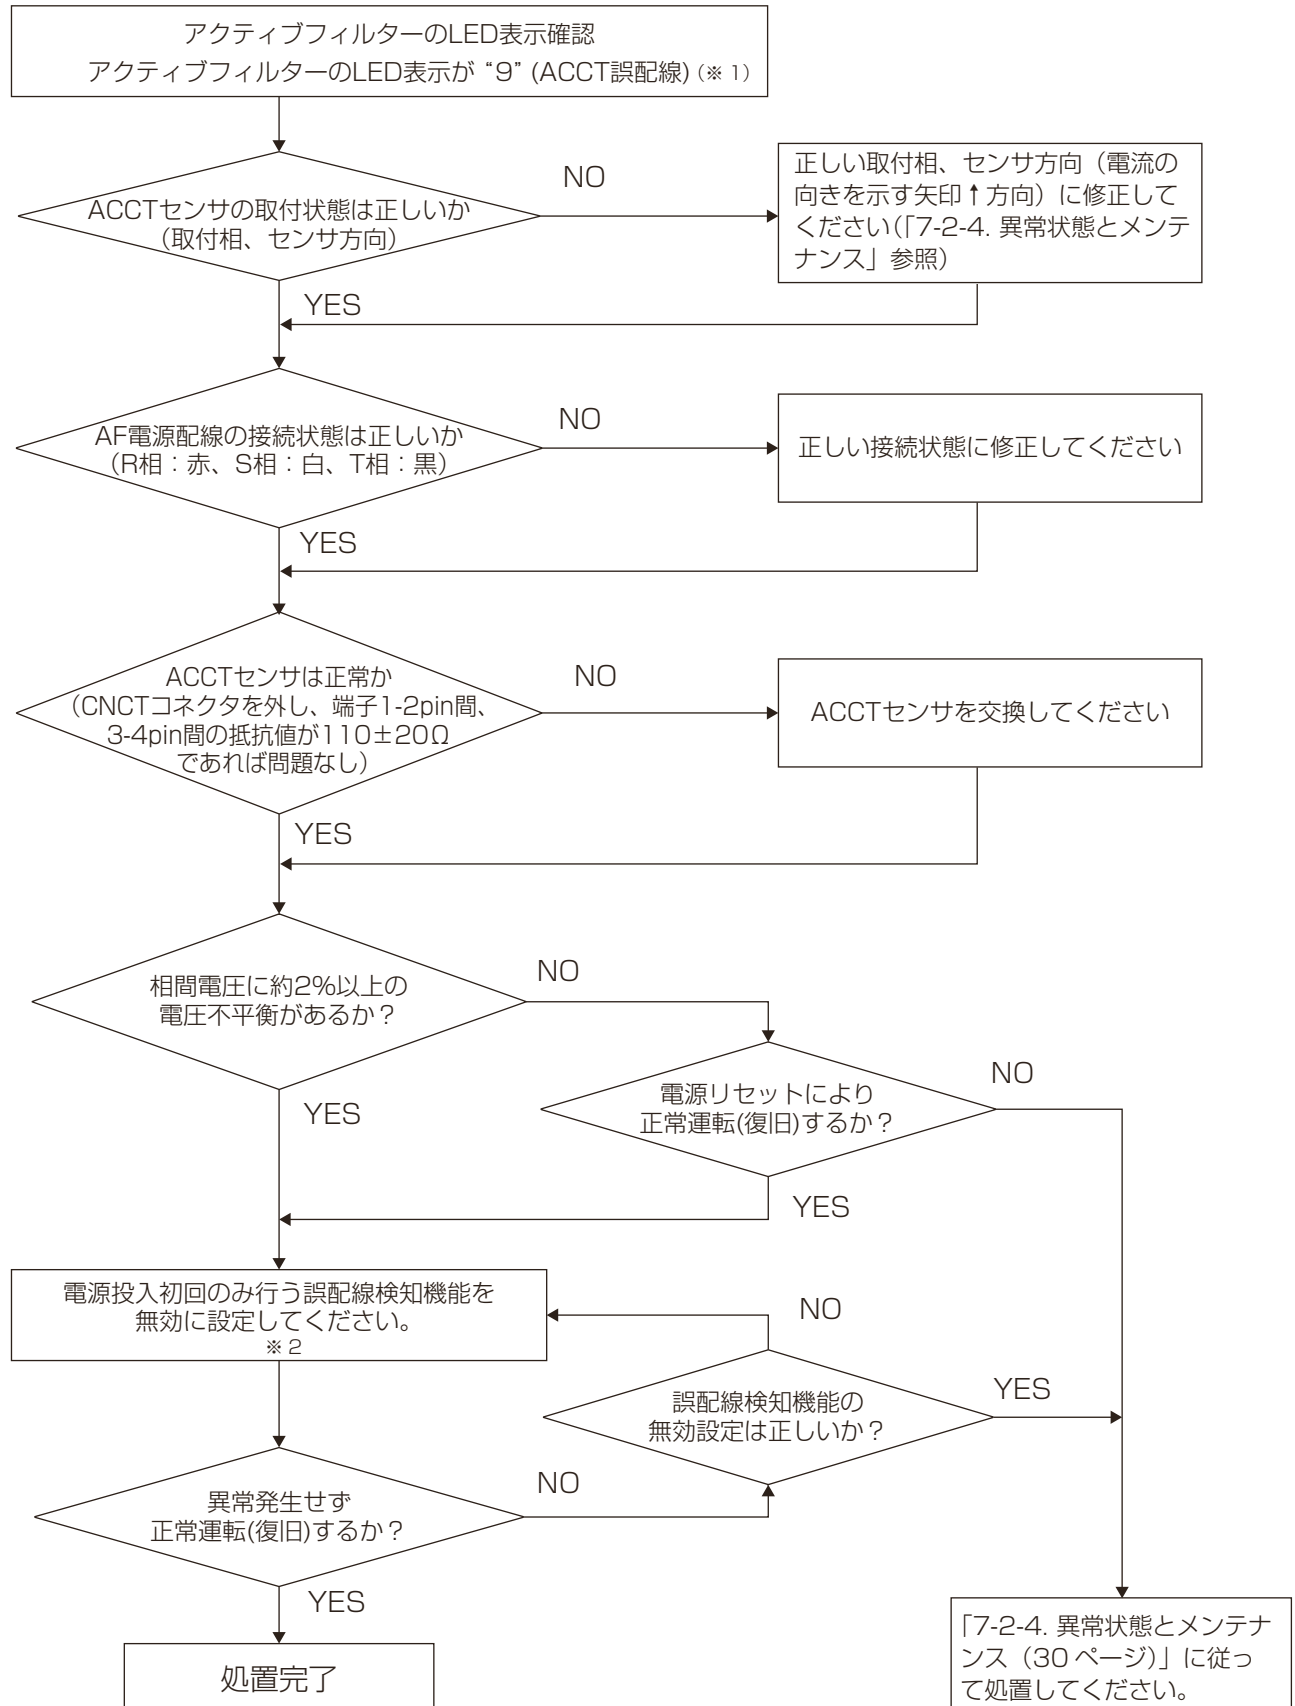 アクティブフィルターのLED表示確認
アクティブフィルターのLED表示が “9” (ACCT誤配線) (※ 1)
ACCTセンサの取付状態は正しいか
(取付相、センサ方向)
NO
正しい取付相、センサ方向（電流の
向きを示す矢印↑方向）に修正して
ください(「7-2-4. 異常状態とメンテ
ナンス」参照)
YES
AF電源配線の接続状態は正しいか
(R相：赤、S相：白、T相：黒)
NO
正しい接続状態に修正してください
YES
ACCTセンサは正常か
(CNCTコネクタを外し、端子1-2pin間、
3-4pin間の抵抗値が110±20Ω
であれば問題なし)
NO
ACCTセンサを交換してください
YES
相間電圧に約2%以上の
電圧不平衡があるか？
NO
YES
電源リセットにより
正常運転(復旧)するか？
NO
YES
電源投入初回のみ行う誤配線検知機能を
無効に設定してください。
※ 2
NO
誤配線検知機能の
無効設定は正しいか？
YES
異常発生せず
正常運転(復旧)するか？
NO
YES
処置完了
「7-2-4. 異常状態とメンテナ
ンス（30 ページ）」に従っ
て処置してください。